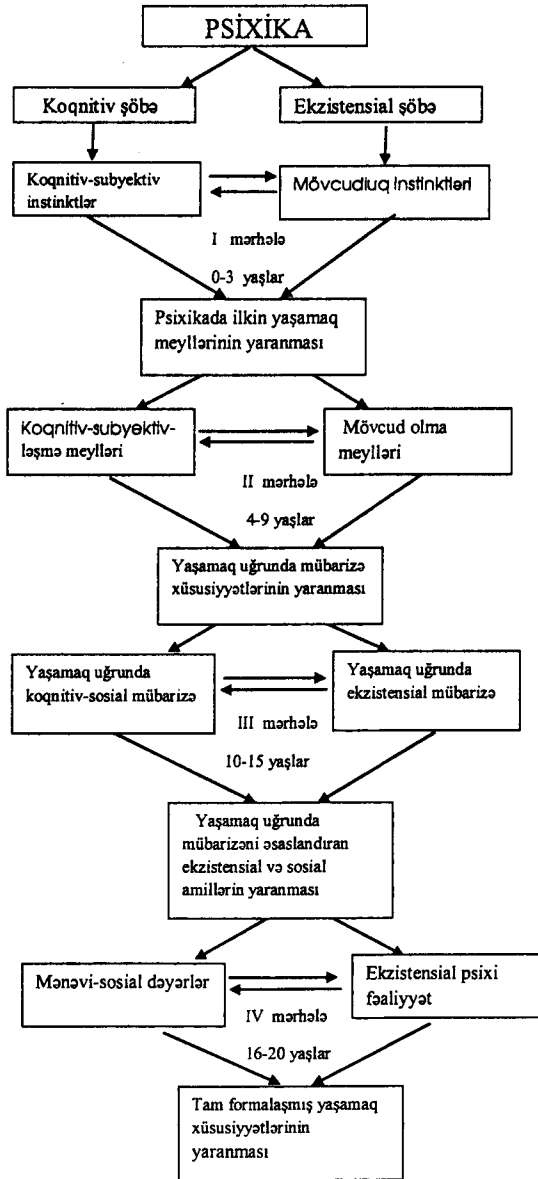 PSİXİKA
Koqnitiv şöbə
Ekzistensial şöbə
Koqnitiv-subyektiv
instinktlər
Mövcudluq instinktləri
I mərhələ
0-3 yaşlar
Psixikada ilkin yaşamaq
meyllərinin yaranması
Koqnitiv-subyektiv-
ləşmə meylləri
Mövcud olma
meylləri
II mərhələ
4-9 yaşlar
Yaşamaq uğrunda mübarizə
xüsusiyyətlərinin yaranması
Yaşamaq uğrunda
koqnitiv-sosial mübarizə
Yaşamaq uğrunda
ekzistensial mübarizə
III mərhələ
10-15 yaşlar
Yaşamaq uğrunda
mübarizəni əsaslandıran
ekzistensial və sosial
amillərin yaranması
Mənəvi-sosial dəyərlər
Ekzistensial psixi
fəaliyyət
IV mərhələ
16-20 yaşlar
Tam formalaşmış yaşamaq
xüsusiyyətlərinin
yaranması